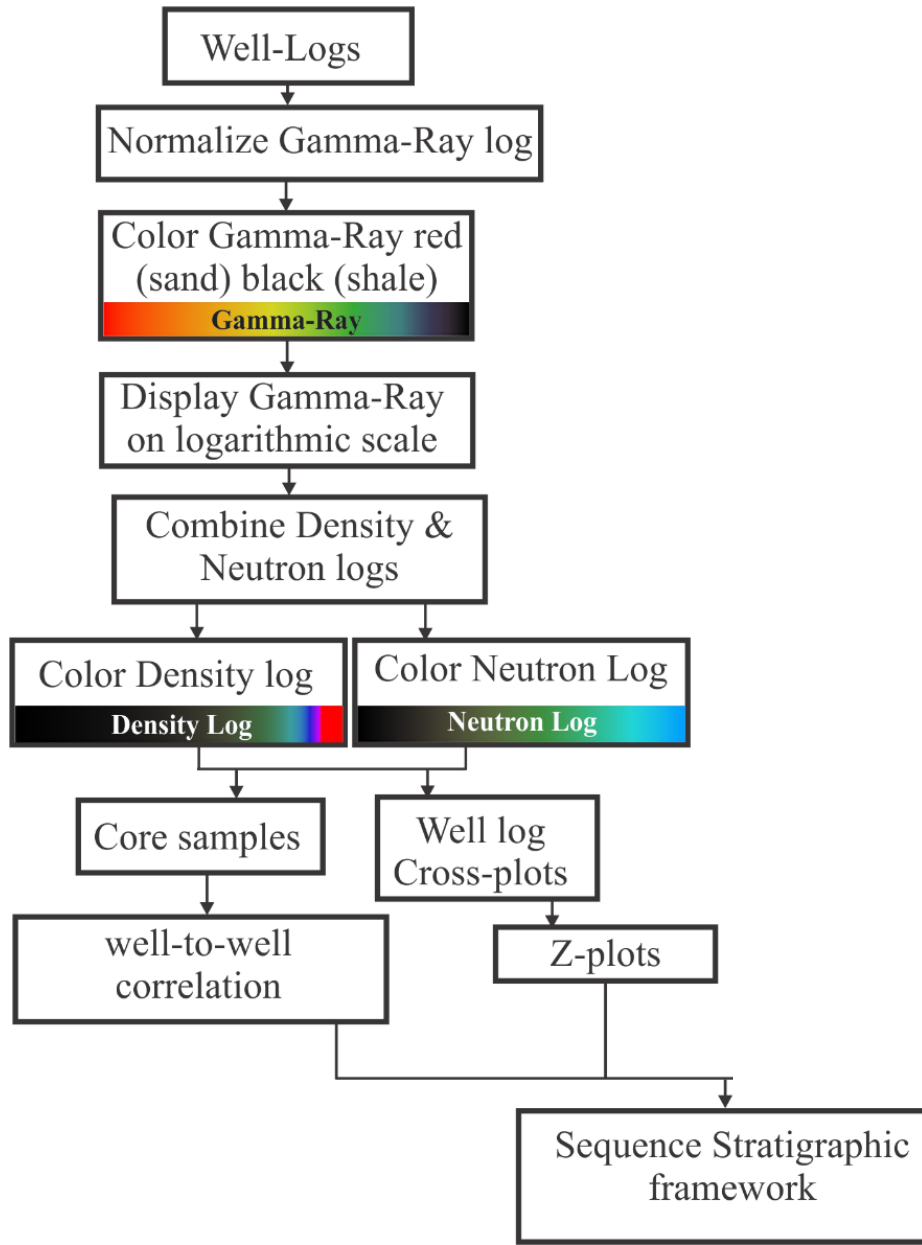 Well-Logs
Normalize Gamma-Ray log
Color Gamma-Ray red
(sand) black (shale)
Gamma-Ray
Display Gamma-Ray
on logarithmic scale
Combine Density &
Neutron logs
Color Density log
Density Log
Color Neutron Log
Neutron Log
Core samples
Well log
Cross-plots
well-to-well
correlation
Z-plots
Sequence Stratigraphic
framework